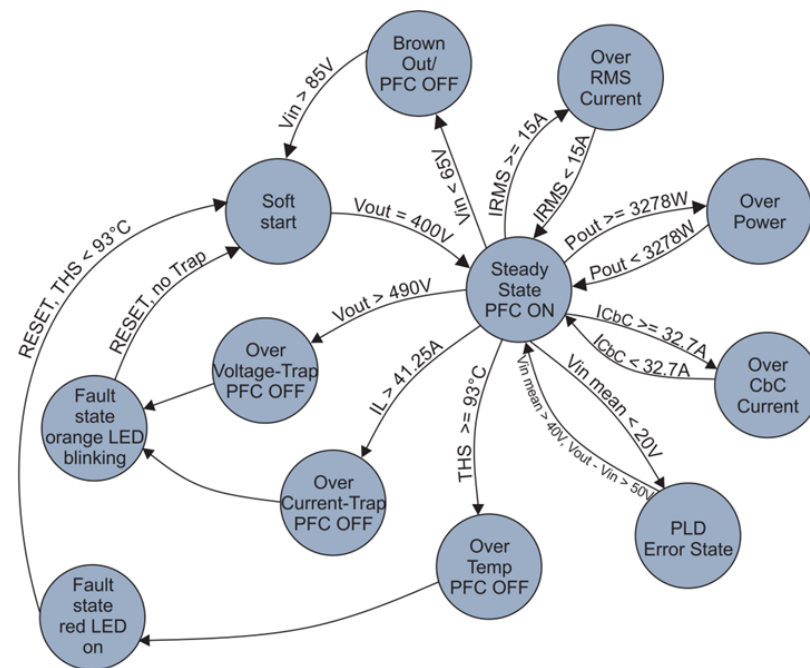 Brown
Out/
PFC OFF
Over
RMS
Current
Vin > 85V
Vin < 65V
IRMS >= 15A
IRMS < 15A
Soft
start
Vout = 400V
Over
Power
Pout >= 3278W
Pout < 3278W
Steady
State
PFC ON
RESET, THS < 93°C
RESET, no Trap
Vout > 490V
ICbC >= 32.7A
ICbC < 32.7A
Over
Voltage-Trap
PFC OFF
IL > 41.25A
Over
CbC
Current
Fault
state
orange LED
blinking
THS >= 93°C
Vin mean < 20V
Vin mean > 40V, Vout - Vin > 50V
Over
Current-Trap
PFC OFF
PLD
Error State
Over
Temp
PFC OFF
Fault
state
red LED
on